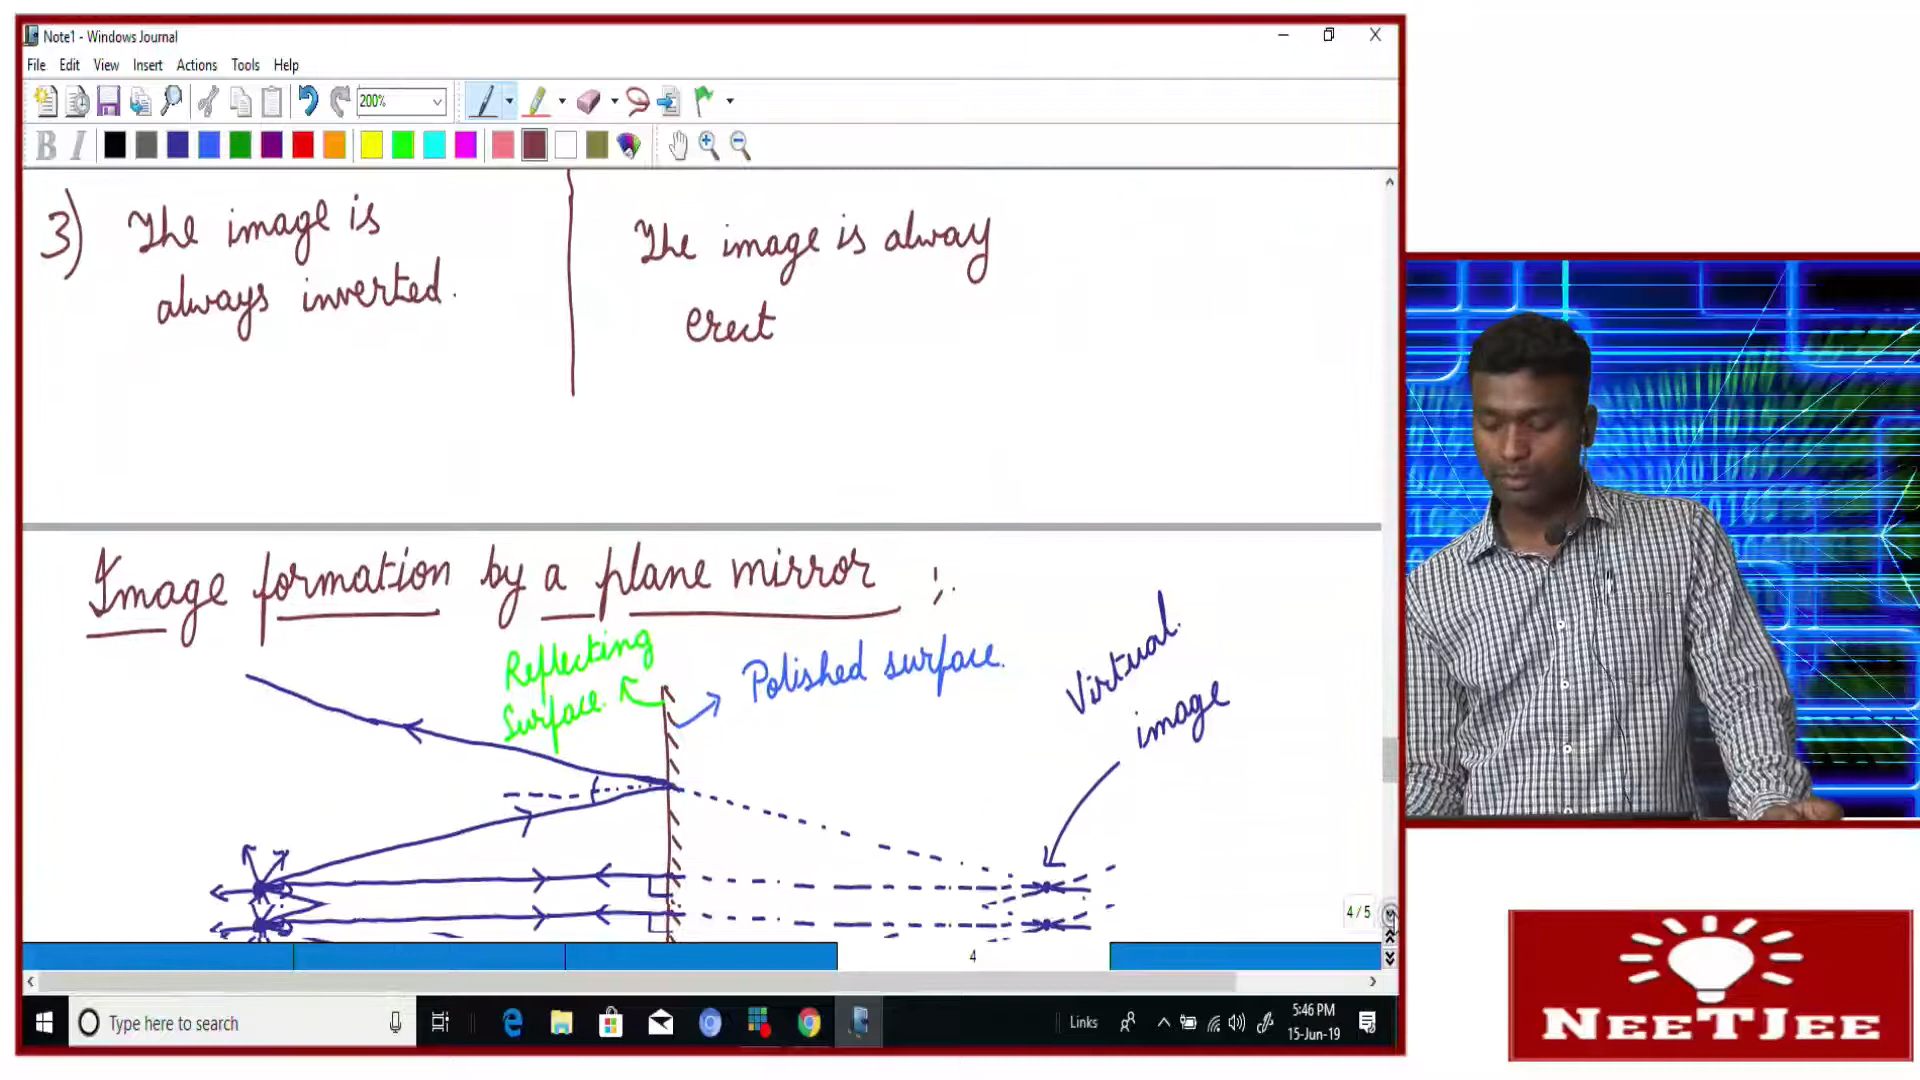 Note1 - Windows Journal
File Edit View Insert Actions Tools Help
200%
B I
3) The image is
always inverted.
The image is alway
erect
Image formation by a plane mirror :.
Reflecting
surface.
Polished surface.
Virtual.
image
4 / 5
4
Type here to search
Links
5:46 PM
15-Jun-19
NEETJEE